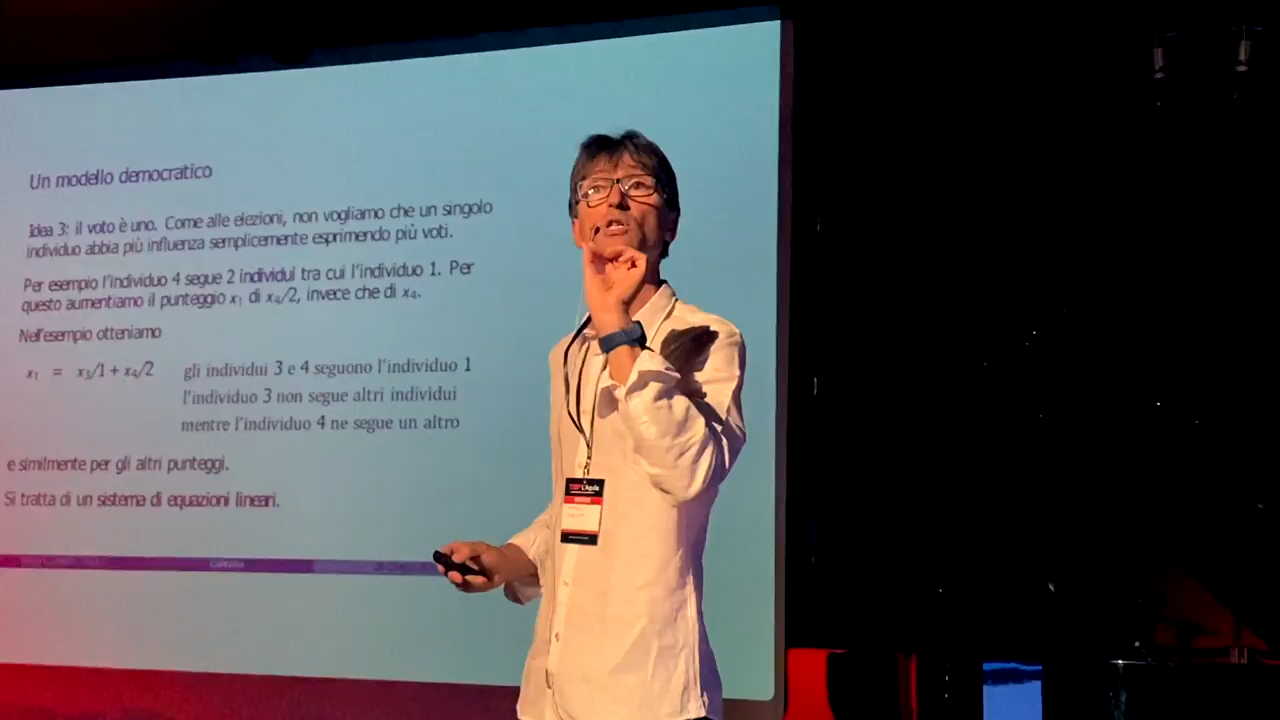 Un modello democratico
Idea 3: il voto è uno. Come alle elezioni, non vogliamo che un singolo
individuo abbia più influenza semplicemente esprimendo più voti.
Per esempio l'individuo 4 segue 2 individui tra cui l'individuo 1. Per
questo aumentiamo il punteggio x₁ di x₄/2, invece che di x₄.
Nell'esempio otteniamo
x₁ = x₃/1 + x₄/2 gli individui 3 e 4 seguono l'individuo 1
l'individuo 3 non segue altri individui
mentre l'individuo 4 ne segue un altro
e similmente per gli altri punteggi.
Si tratta di un sistema di equazioni lineari.